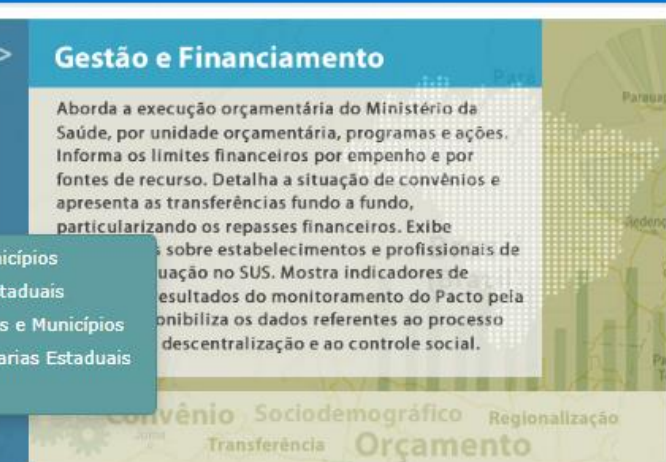 >
Gestão e Financiamento
Aborda a execução orçamentária do Ministério da
Saúde, por unidade orçamentária, programas e ações.
Informa os limites financeiros por empenho e por
fontes de recurso. Detalha a situação de convênios e
apresenta as transferências fundo a fundo,
particularizando os repasses financeiros. Exibe
sobre estabelecimentos e profissionais de
uação no SUS. Mostra indicadores de
esultados do monitoramento do Pacto pela
onibiliza os dados referentes ao processo
descentralização e ao controle social.
icípios
taduais
s e Municípios
arias Estaduais
Convênio Sociodemográfico Regionalização
Transferência Orçamento